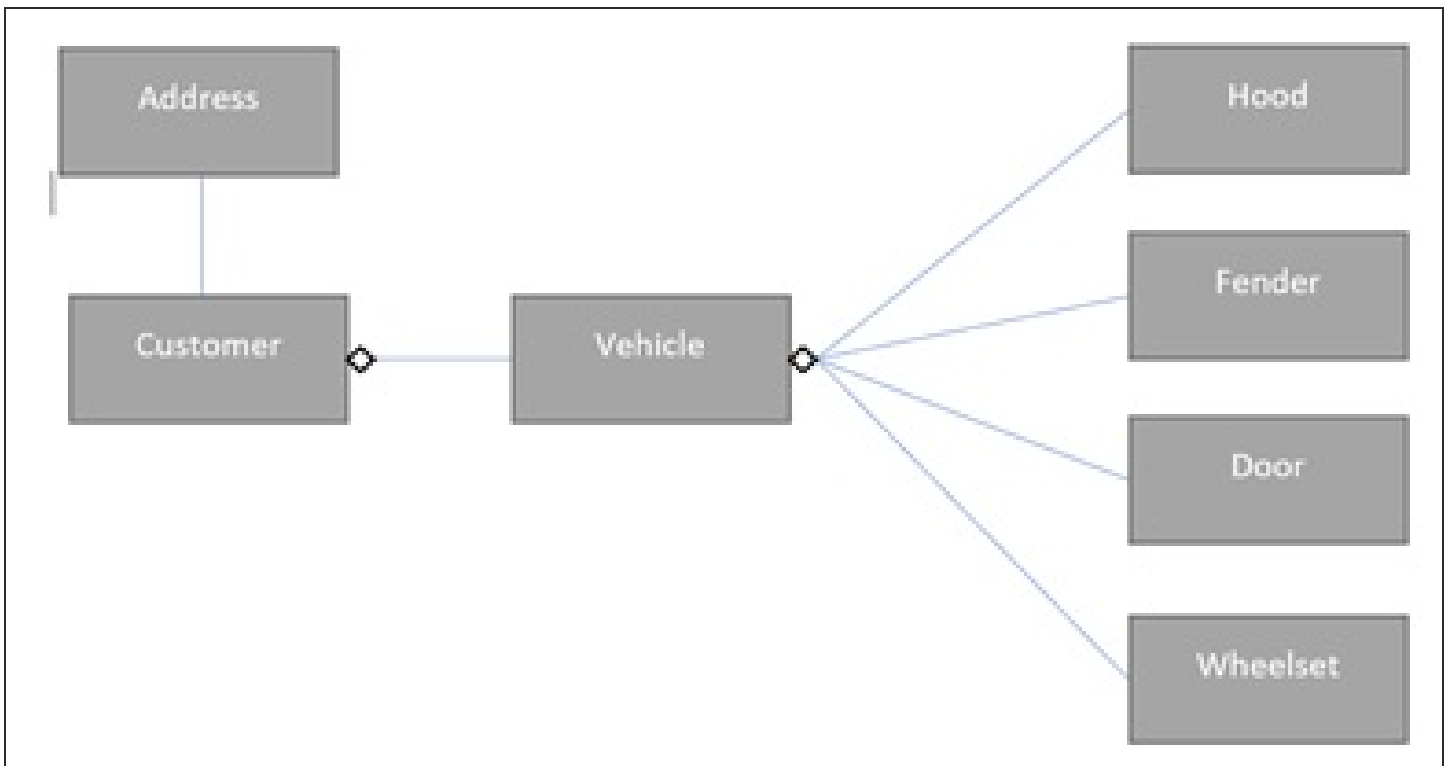 Address
Hood
Fender
Customer
Vehicle
Door
Wheelset